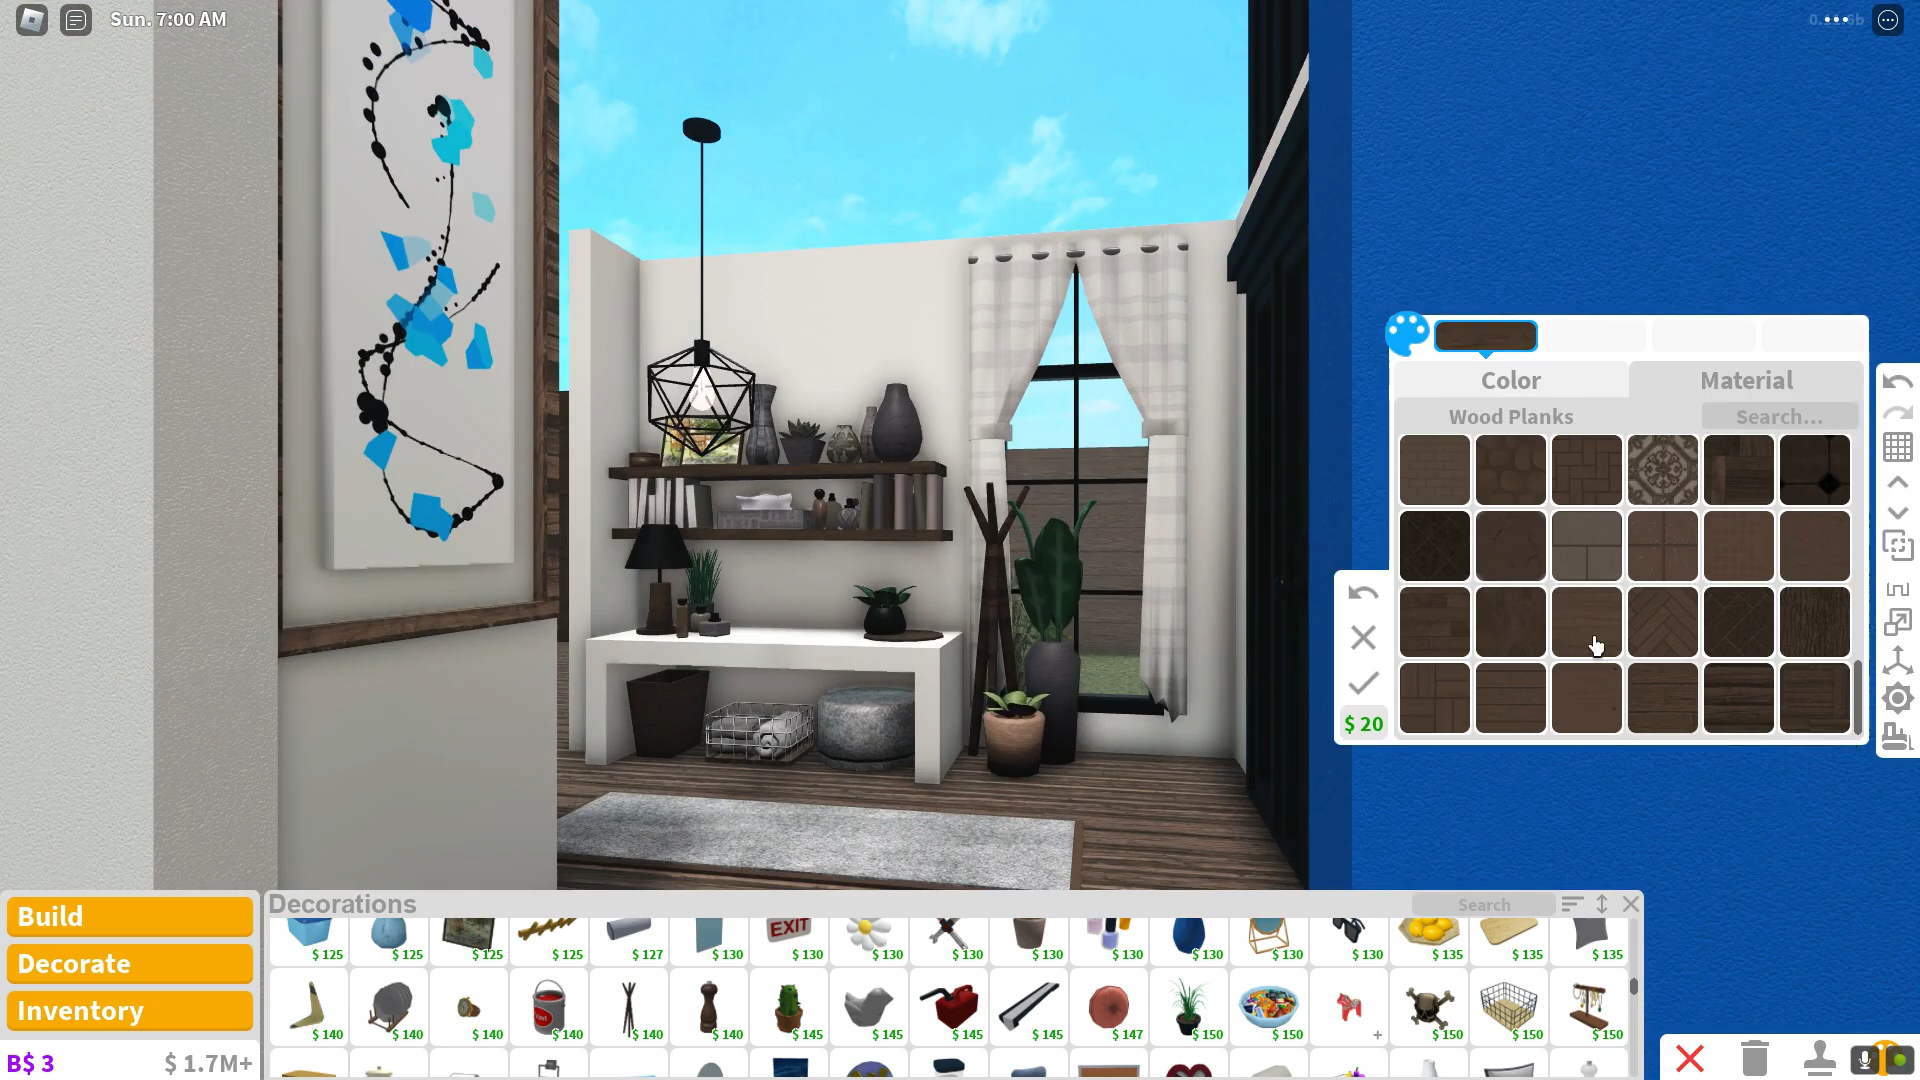 Sun. 7:00 AM
Color
Material
Wood Planks
Search...
$ 20
Build
Decorate
Inventory
B$ 3
$ 1.7M+
Decorations
Search
EXIT
$ 125
$ 125
$ 125
$ 125
$ 127
$ 130
$ 130
$ 130
$ 130
$ 130
$ 130
$ 130
$ 130
$ 130
$ 135
$ 135
$ 135
$ 140
$ 140
$ 140
$ 140
$ 140
$ 140
$ 145
$ 145
$ 145
$ 145
$ 147
$ 150
$ 150
+
$ 150
$ 150
$ 150